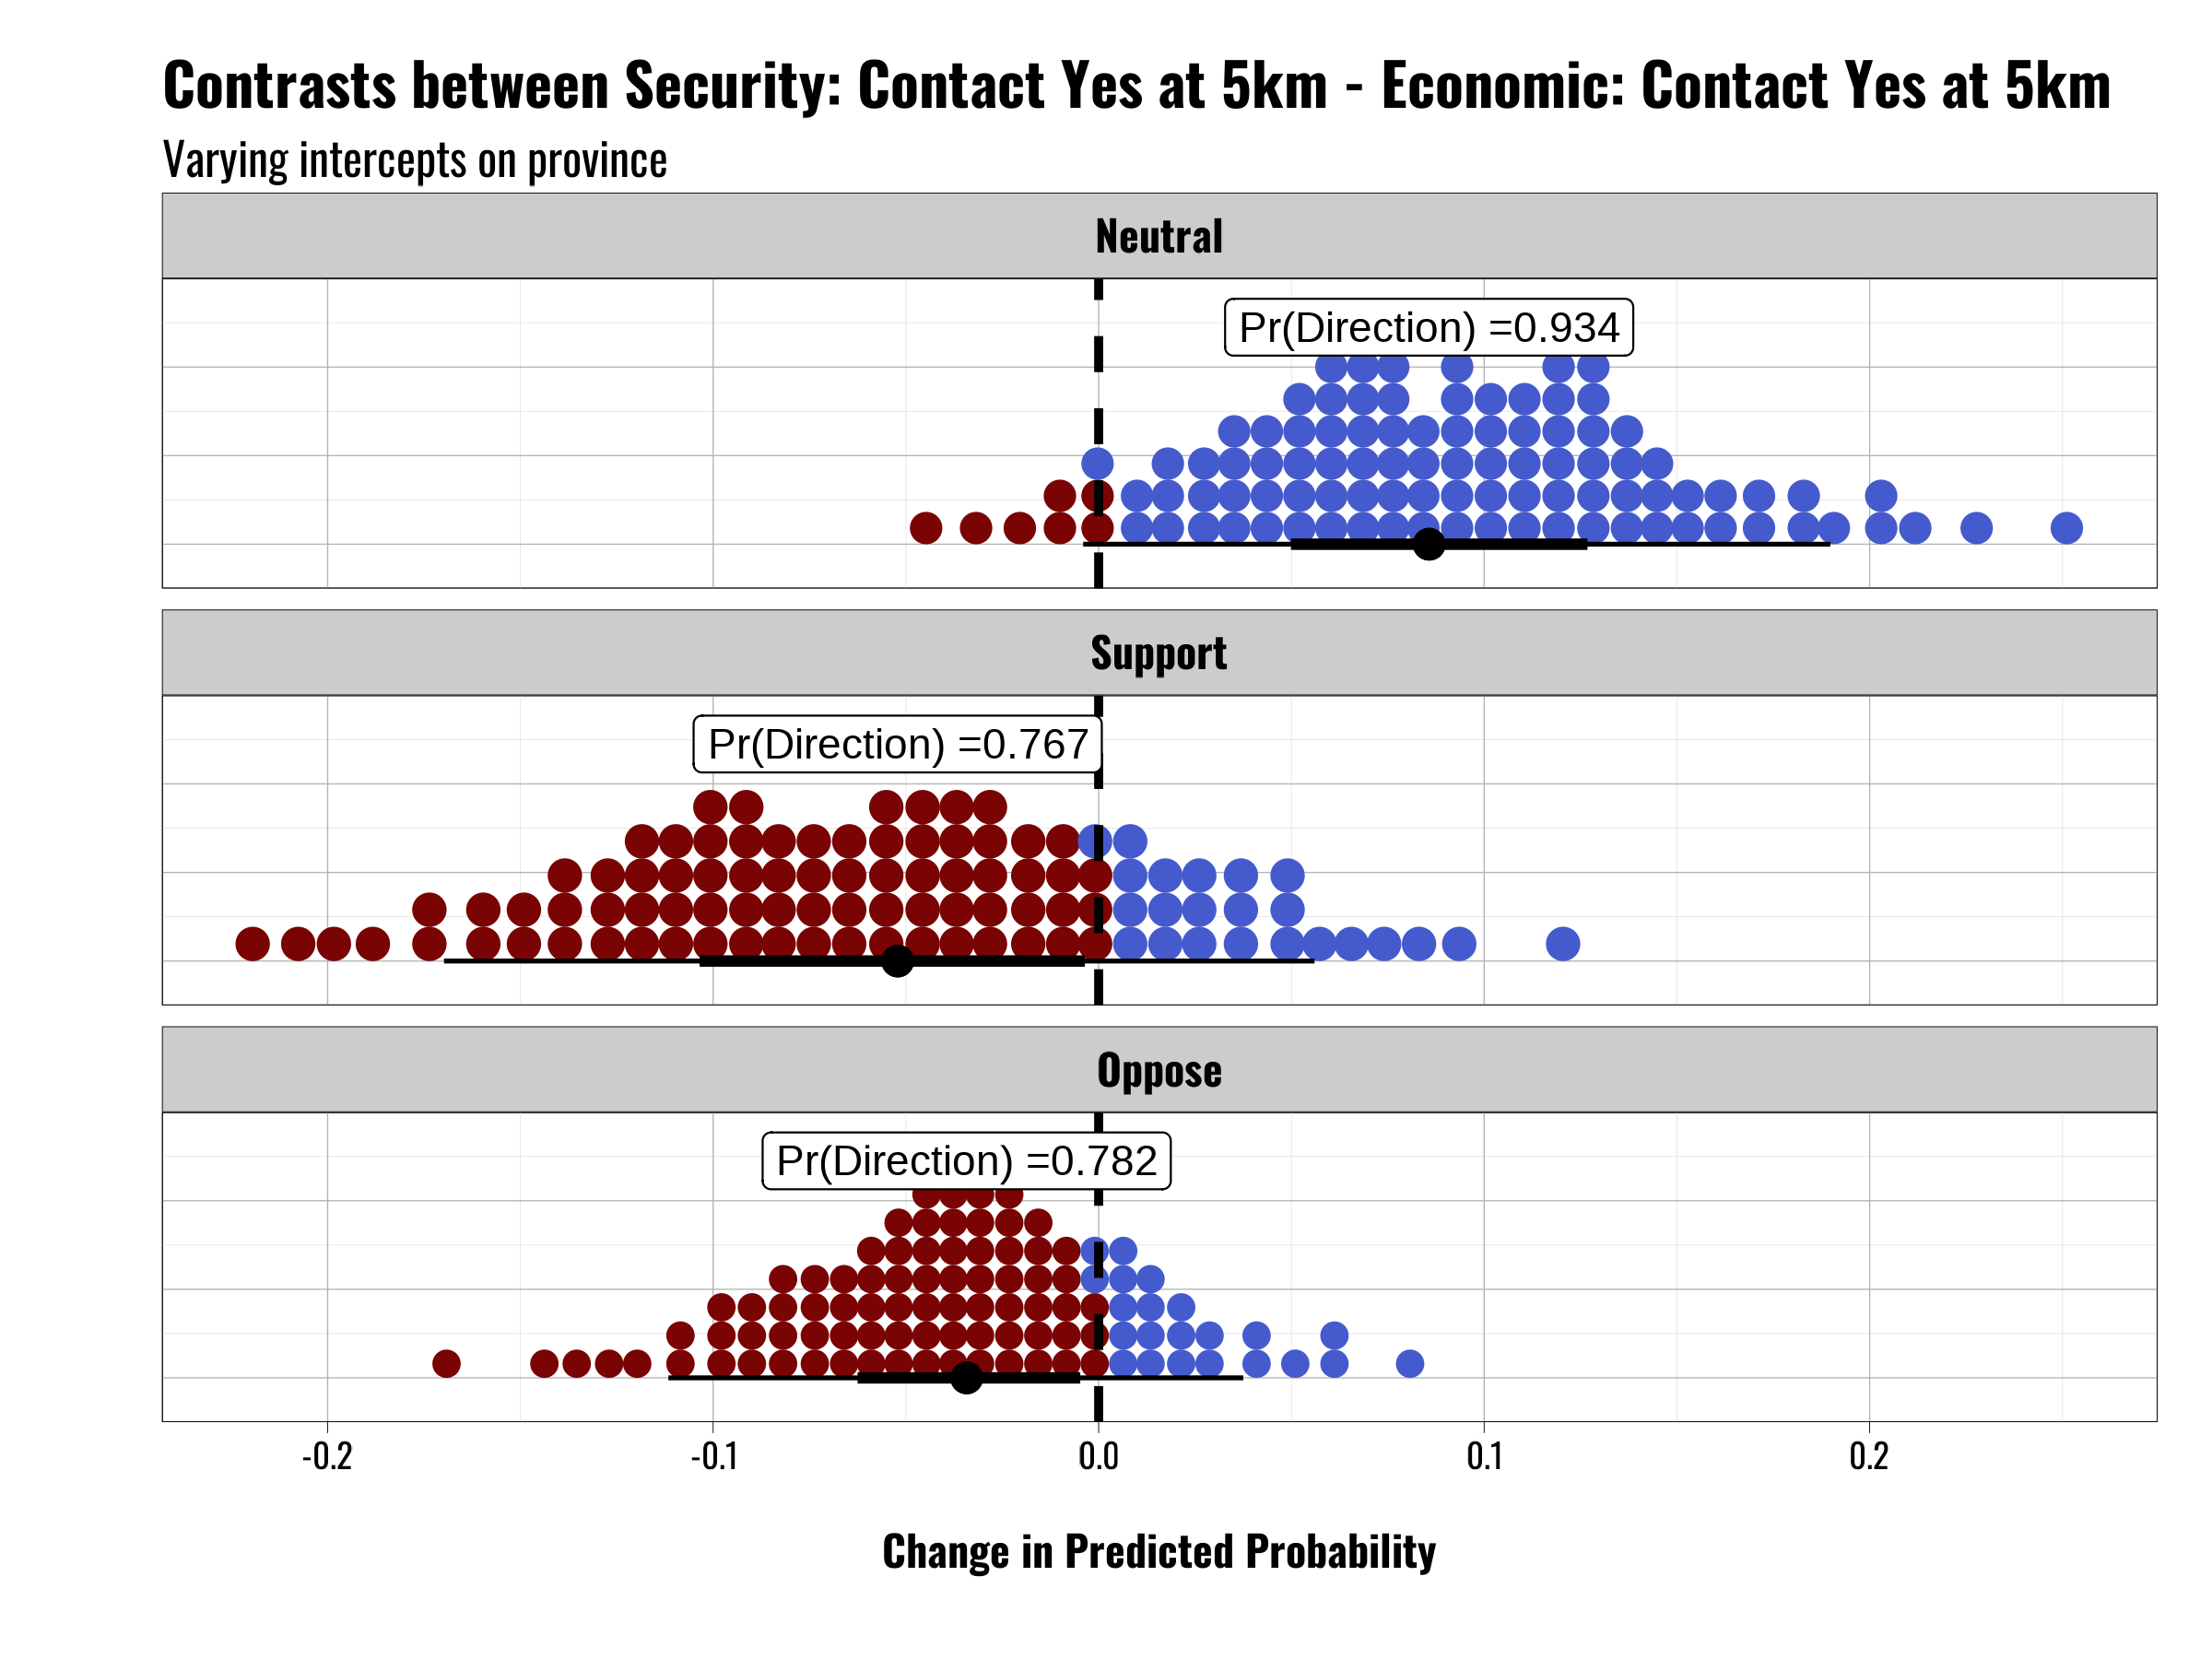 Contrasts between Security: Contact Yes at 5km - Economic: Contact Yes at 5km
Varying intercepts on province
Neutral
Pr(Direction) =0.934
Support
Pr(Direction) =0.767
Oppose
Pr(Direction) =0.782
-0.2 -0.1 0.0 0.1 0.2
Change in Predicted Probability